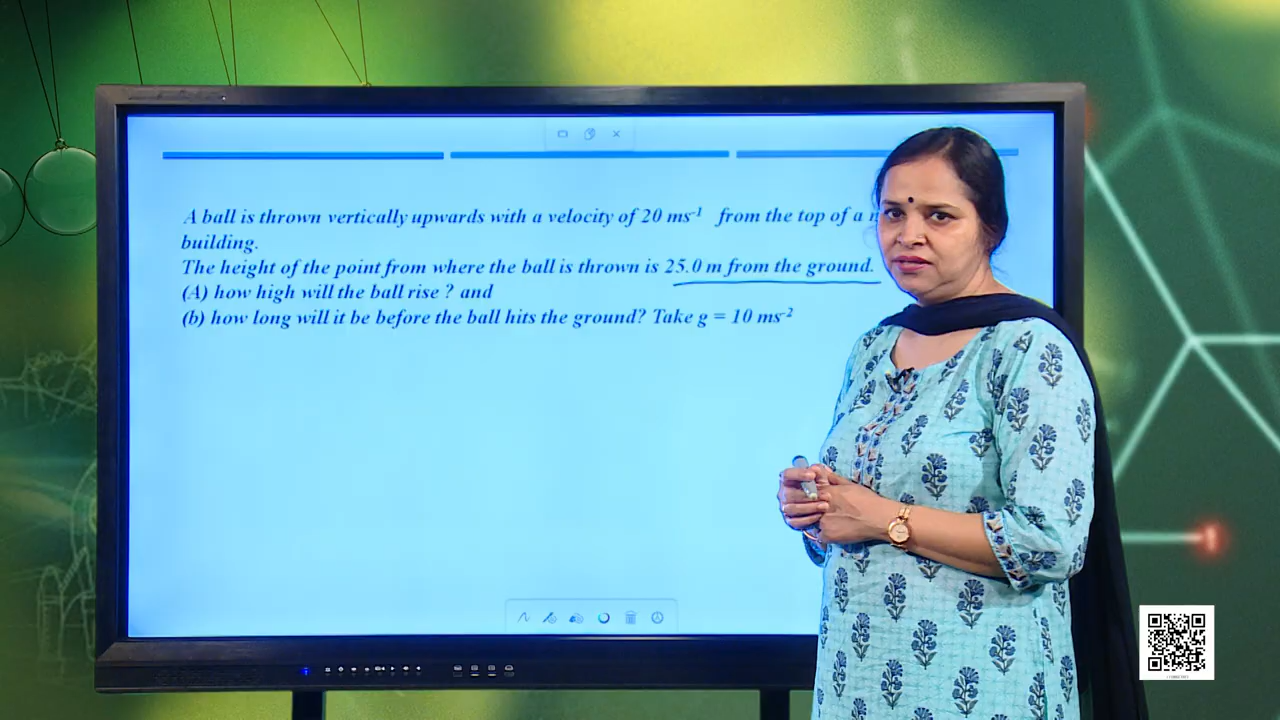 A ball is thrown vertically upwards with a velocity of 20 ms⁻¹ from the top of a
building.
The height of the point from where the ball is thrown is 25.0 m from the ground.
(A) how high will the ball rise ? and
(b) how long will it be before the ball hits the ground? Take g = 10 ms⁻²